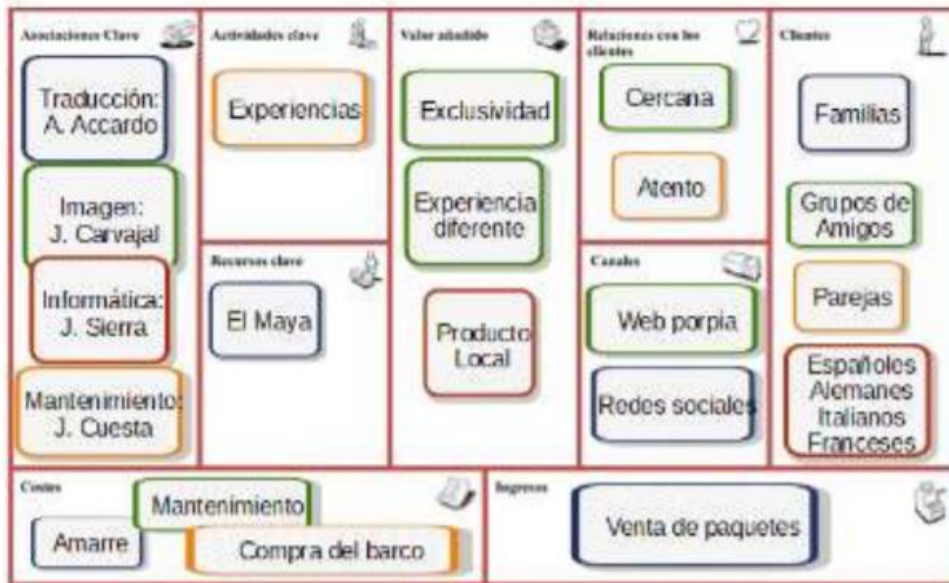 Asociaciones Clave
Traducción:
A. Accardo
Imagen:
J. Carvajal
Informática:
J. Sierra
Mantenimiento:
J. Cuesta
Actividades clave
Experiencias
Recursos clave
El Maya
Valor añadido
Exclusividad
Experiencia
diferente
Producto
Local
Relaciones con los
clientes
Cercana
Atento
Canales
Web porpia
Redes sociales
Clientes
Familias
Grupos de
Amigos
Parejas
Españoles
Alemanes
Italianos
Franceses
Costes
Mantenimiento
Amarre
Compra del barco
Ingresos
Venta de paquetes